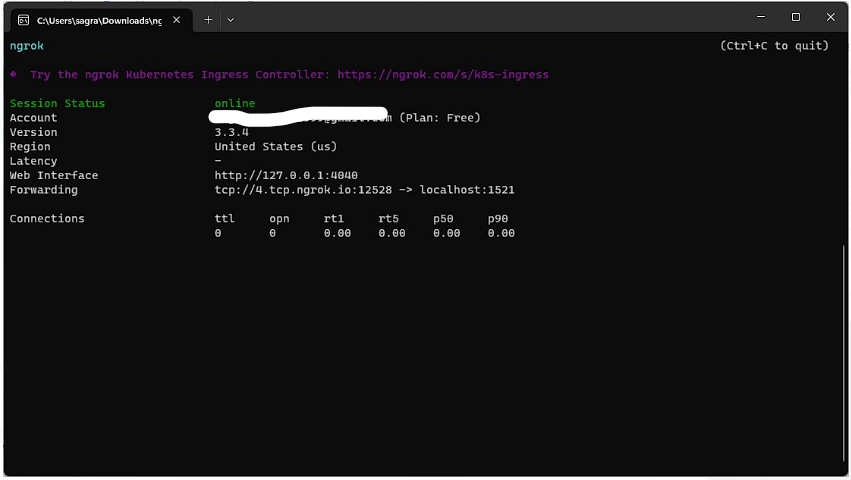 C:\Users\sagra\Downloads\ng
ngrok (Ctrl+C to quit)
Try the ngrok Kubernetes Ingress Controller: https://ngrok.com/s/k8s-ingress
Session Status online
Account (Plan: Free)
Version 3.3.4
Region United States (us)
Latency -
Web Interface http://127.0.0.1:4040
Forwarding tcp://4.tcp.ngrok.io:12528 -> localhost:1521
Connections ttl opn rt1 rt5 p50 p90
0 0 0.00 0.00 0.00 0.00